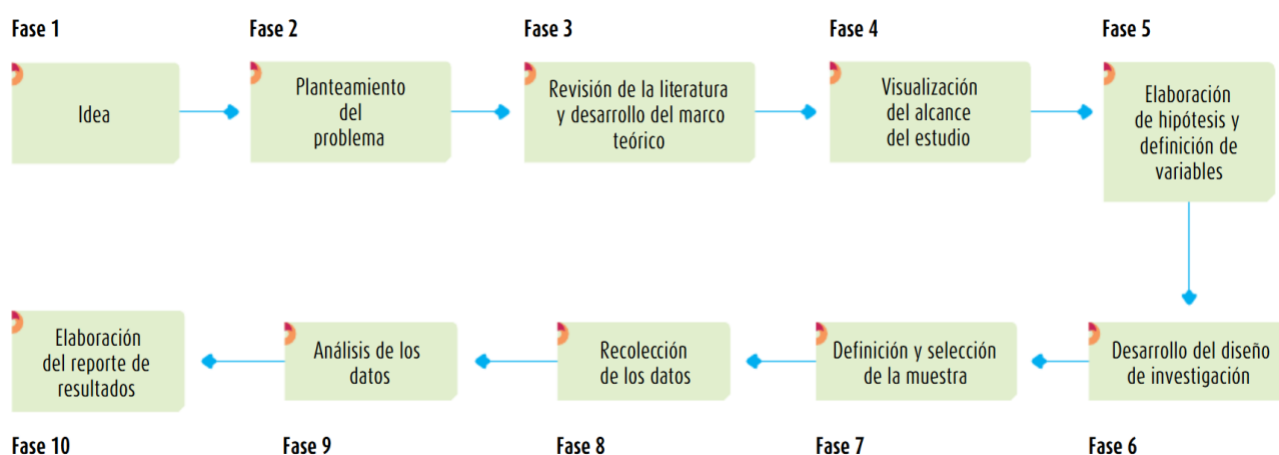 Fase 1
Fase 2
Fase 3
Fase 4
Fase 5
Idea
Planteamiento
del
problema
Revisión de la literatura
y desarrollo del marco
teórico
Visualización
del alcance
del estudio
Elaboración
de hipótesis y
definición de
variables
Elaboración
del reporte de
resultados
Análisis de los
datos
Recolección
de los datos
Definición y selección
de la muestra
Desarrollo del diseño
de investigación
Fase 10
Fase 9
Fase 8
Fase 7
Fase 6